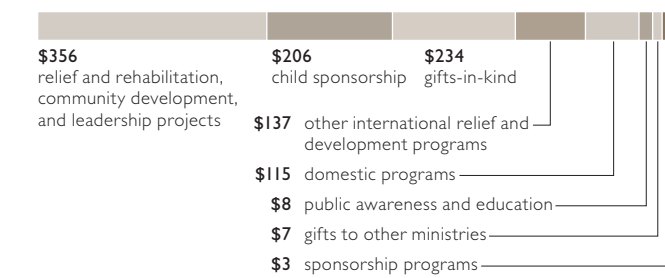 $356
relief and rehabilitation,
community development,
and leadership projects
$206
child sponsorship
$234
gifts-in-kind
$137 other international relief and
development programs
$115 domestic programs
$8 public awareness and education
$7 gifts to other ministries
$3 sponsorship programs